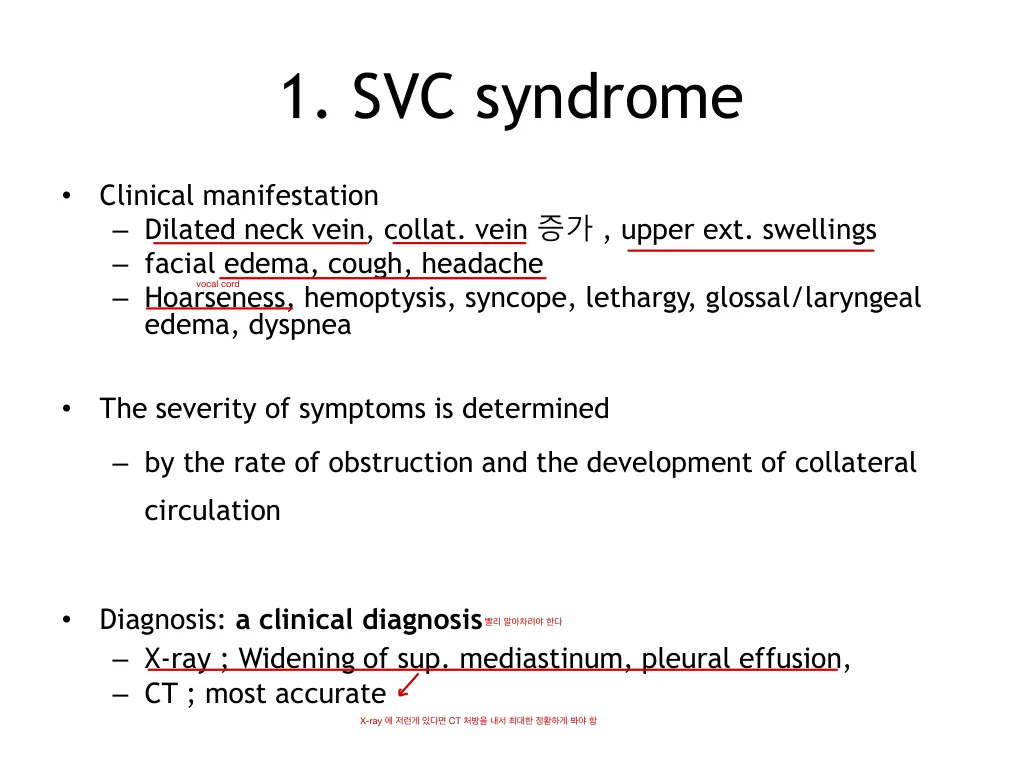 1. SVC syndrome
• Clinical manifestation
– Dilated neck vein, collat. vein 증가 , upper ext. swellings
– facial edema, cough, headache
vocal cord
– Hoarseness, hemoptysis, syncope, lethargy, glossal/laryngeal
edema, dyspnea
• The severity of symptoms is determined
– by the rate of obstruction and the development of collateral
circulation
• Diagnosis: a clinical diagnosis 빨리 알아차려야 한다
– X-ray ; Widening of sup. mediastinum, pleural effusion,
– CT ; most accurate
X-ray 에 저런게 있다면 CT 처방을 내서 최대한 정확하게 봐야 함